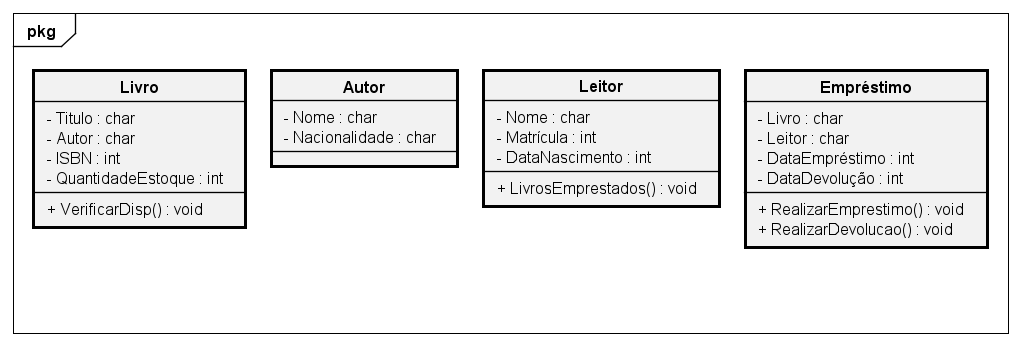 pkg
Livro
- Titulo : char
- Autor : char
- ISBN : int
- QuantidadeEstoque : int
+ VerificarDisp() : void
Autor
- Nome : char
- Nacionalidade : char
Leitor
- Nome : char
- Matrícula : int
- DataNascimento : int
+ LivrosEmprestados() : void
Empréstimo
- Livro : char
- Leitor : char
- DataEmpréstimo : int
- DataDevolução : int
+ RealizarEmprestimo() : void
+ RealizarDevolucao() : void